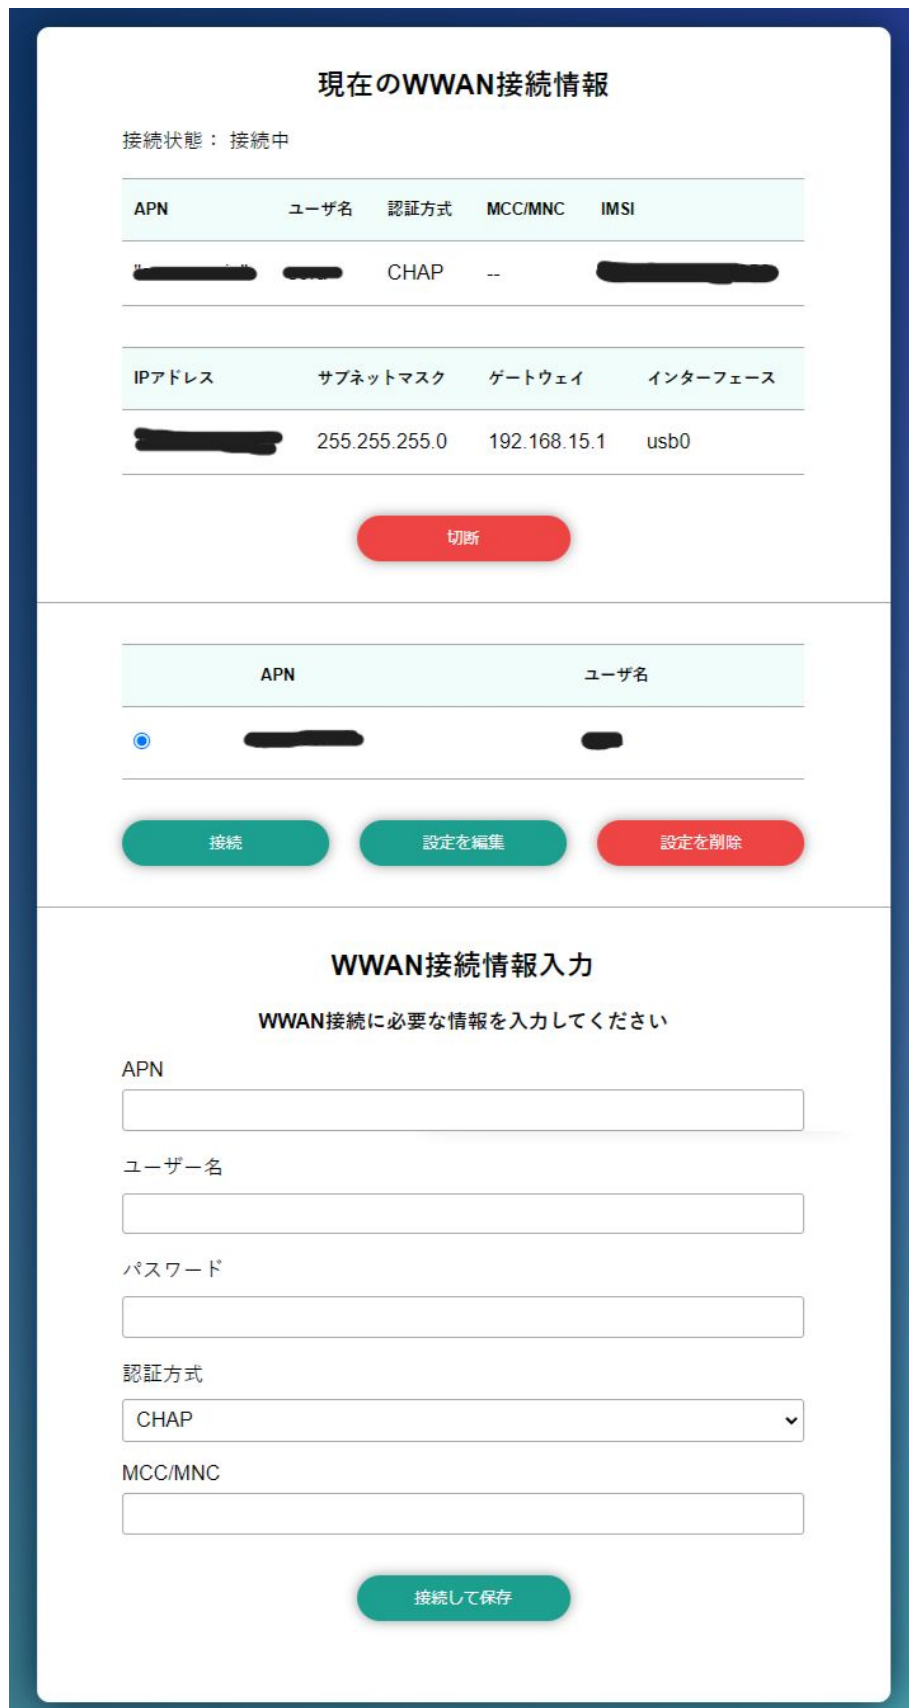 現在のWWAN接続情報
接続状態： 接続中
APN ユーザ名 認証方式 MCC/MNC IMSI
CHAP --
IPアドレス サブネットマスク ゲートウェイ インターフェース
255.255.255.0 192.168.15.1 usb0
切断
APN ユーザ名
接続 設定を編集 設定を削除
WWAN接続情報入力
WWAN接続に必要な情報を入力してください
APN
ユーザー名
パスワード
認証方式
CHAP
MCC/MNC
接続して保存